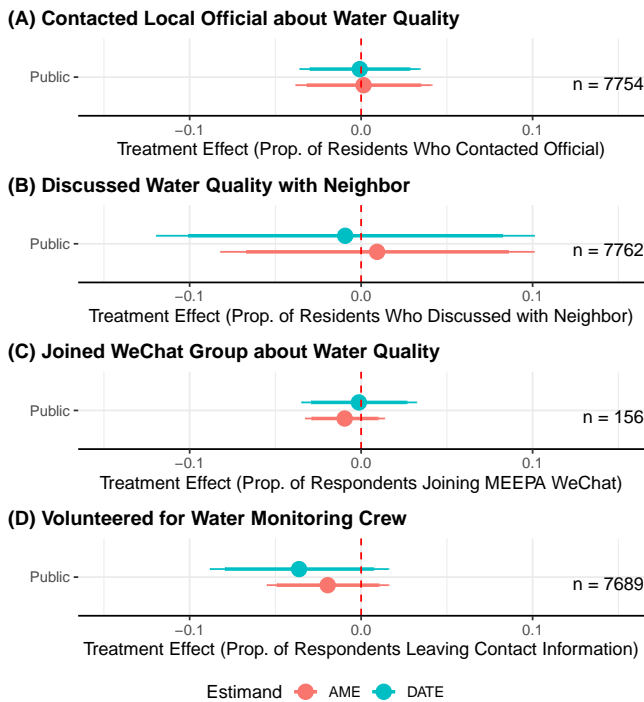 (A) Contacted Local Official about Water Quality
Public
n = 7754
−0.1 0.0 0.1
Treatment Effect (Prop. of Residents Who Contacted Official)
(B) Discussed Water Quality with Neighbor
Public
n = 7762
−0.1 0.0 0.1
Treatment Effect (Prop. of Residents Who Discussed with Neighbor)
(C) Joined WeChat Group about Water Quality
Public
n = 156
−0.1 0.0 0.1
Treatment Effect (Prop. of Respondents Joining MEEPA WeChat)
(D) Volunteered for Water Monitoring Crew
Public
n = 7689
−0.1 0.0 0.1
Treatment Effect (Prop. of Respondents Leaving Contact Information)
Estimand AME DATE